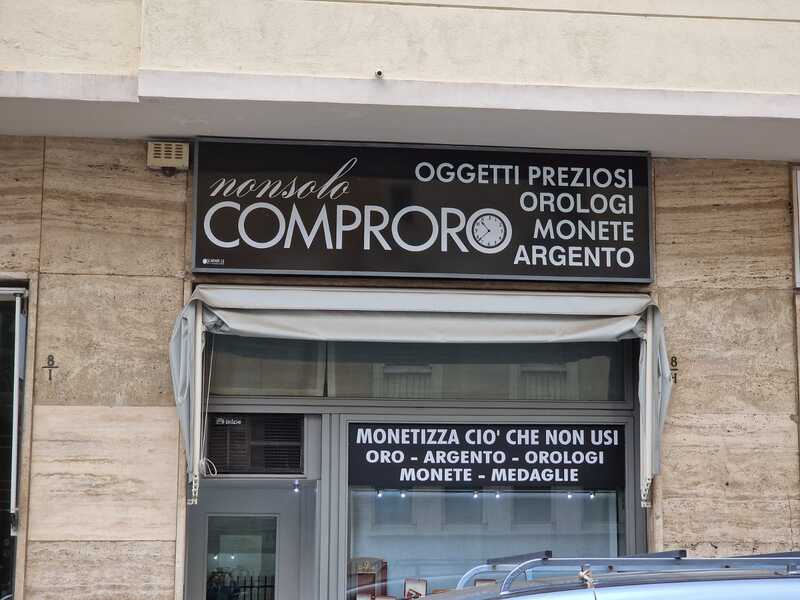 nonsolo
COMPRORO
OGGETTI PREZIOSI
OROLOGI
MONETE
ARGENTO
8/I
8/I
MONETIZZA CIO' CHE NON USI
ORO - ARGENTO - OROLOGI
MONETE - MEDAGLIE